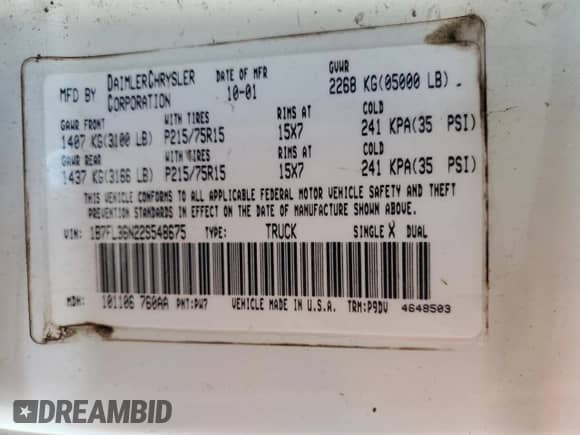 MFD BY DAIMLERCHRYSLER CORPORATION DATE OF MFR 10-01 GVWR 2268 KG(05000 LB)
GAWR FRONT WITH TIRES RIMS AT COLD
1407 KG(3100 LB) P215/75R15 15X7 241 KPA(35 PSI)
GAWR REAR WITH TIRES RIMS AT COLD
1437 KG(3166 LB) P215/75R15 15X7 241 KPA(35 PSI)
THIS VEHICLE CONFORMS TO ALL APPLICABLE FEDERAL MOTOR VEHICLE SAFETY AND THEFT
PREVENTION STANDARDS IN EFFECT ON THE DATE OF MANUFACTURE SHOWN ABOVE.
VIN: 1B7FL36N22S548675 TYPE: TRUCK SINGLE X DUAL
MDH: 101106 760AA PNT:PW7 VEHICLE MADE IN U.S.A. TRM:P9DV 4648503
DREAMBID